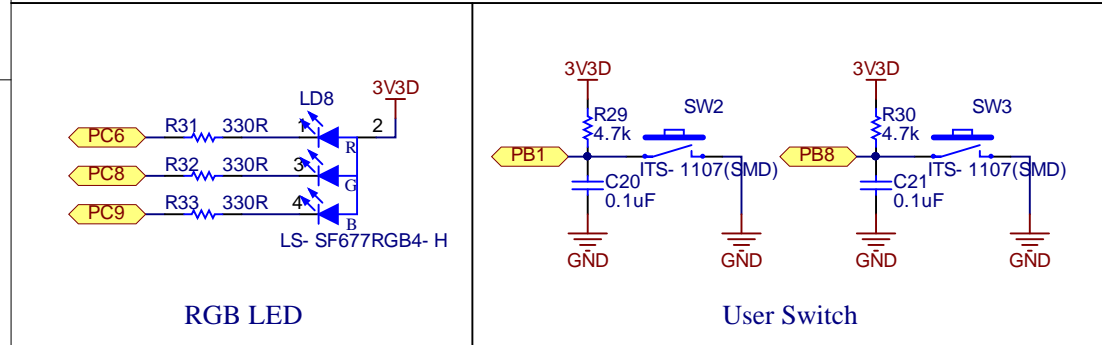 3V3D
LD8
PC6 R31 330R 1 R 2
PC8 R32 330R 3 G
PC9 R33 330R 4 B
LS- SF677RGB4- H
RGB LED
3V3D
R29
4.7k
SW2
PB1
ITS- 1107(SMD)
C20
0.1uF
GND
GND
3V3D
R30
4.7k
SW3
PB8
ITS- 1107(SMD)
C21
0.1uF
GND
GND
User Switch